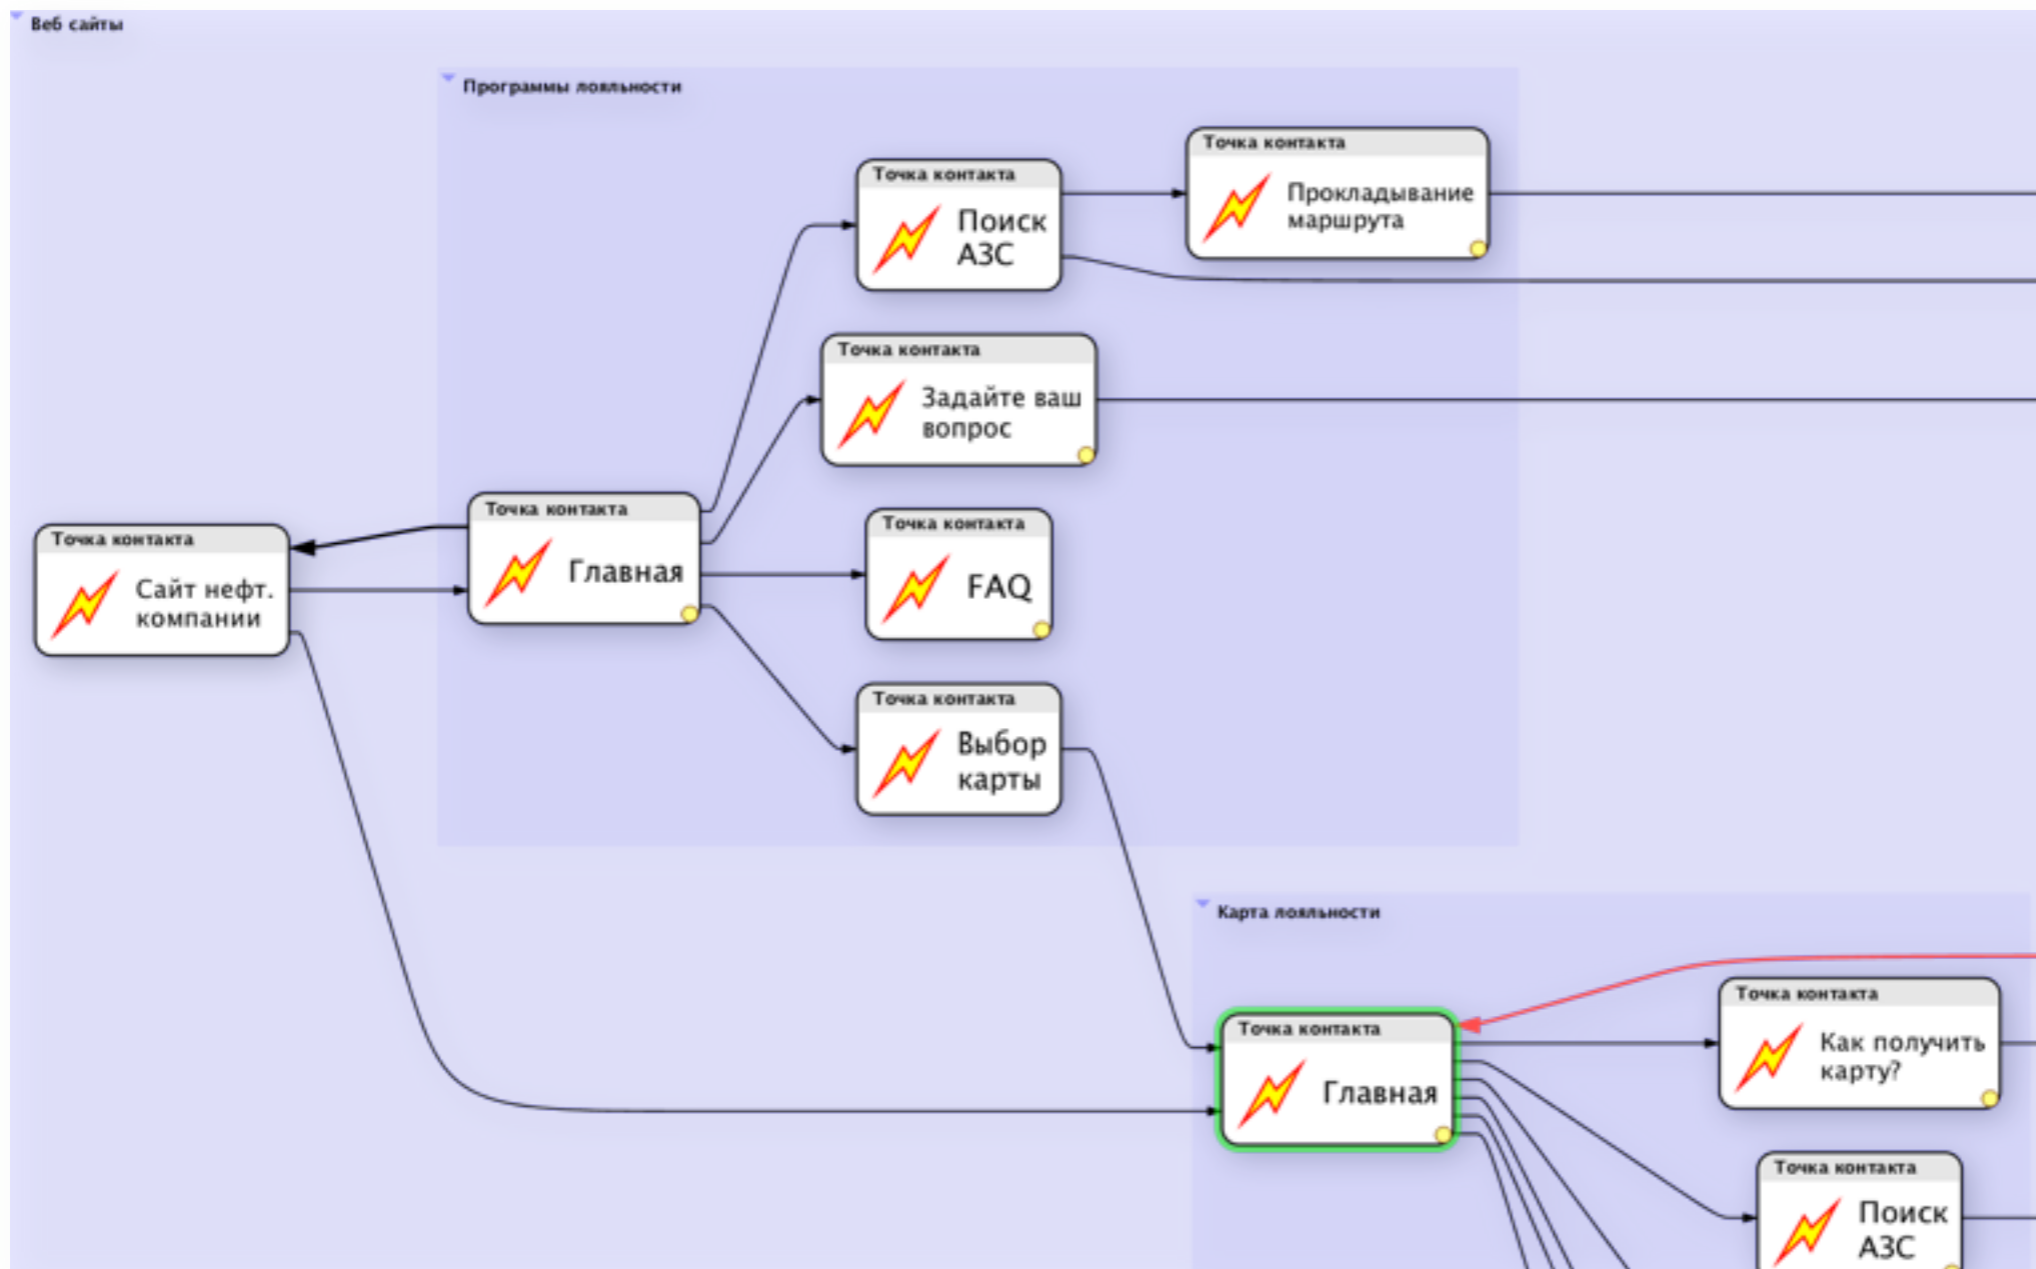 Веб сайты
Программы лояльности
Точка контакта
Прокладывание
маршрута
Точка контакта
Поиск
АЗС
Точка контакта
Задайте ваш
вопрос
Точка контакта
Главная
Точка контакта
FAQ
Точка контакта
Сайт нефт.
компании
Точка контакта
Выбор
карты
Карта лояльности
Точка контакта
Как получить
карту?
Точка контакта
Главная
Точка контакта
Поиск
АЗС